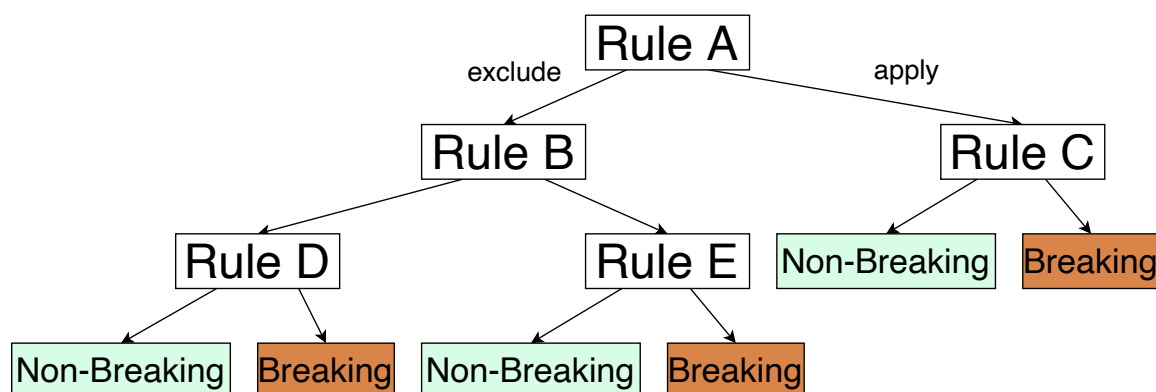 Rule A
exclude
apply
Rule B
Rule C
Rule D
Rule E
Non-Breaking
Breaking
Non-Breaking
Breaking
Non-Breaking
Breaking